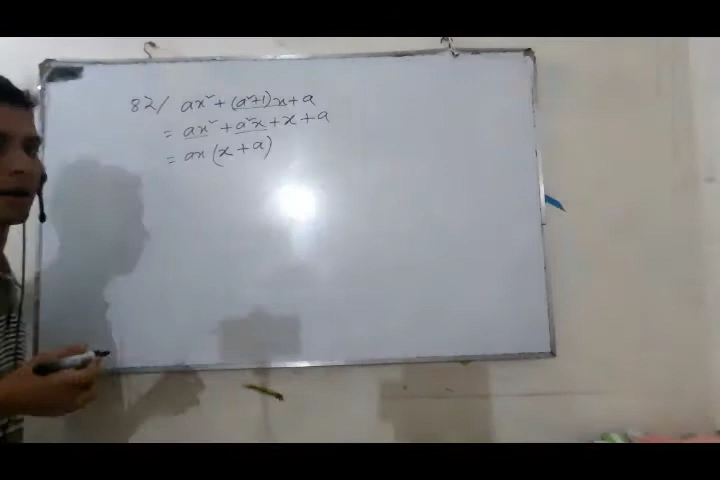 82/ ax² + (a²+1)x + a
= ax² + a²x + x + a
= ax(x + a)